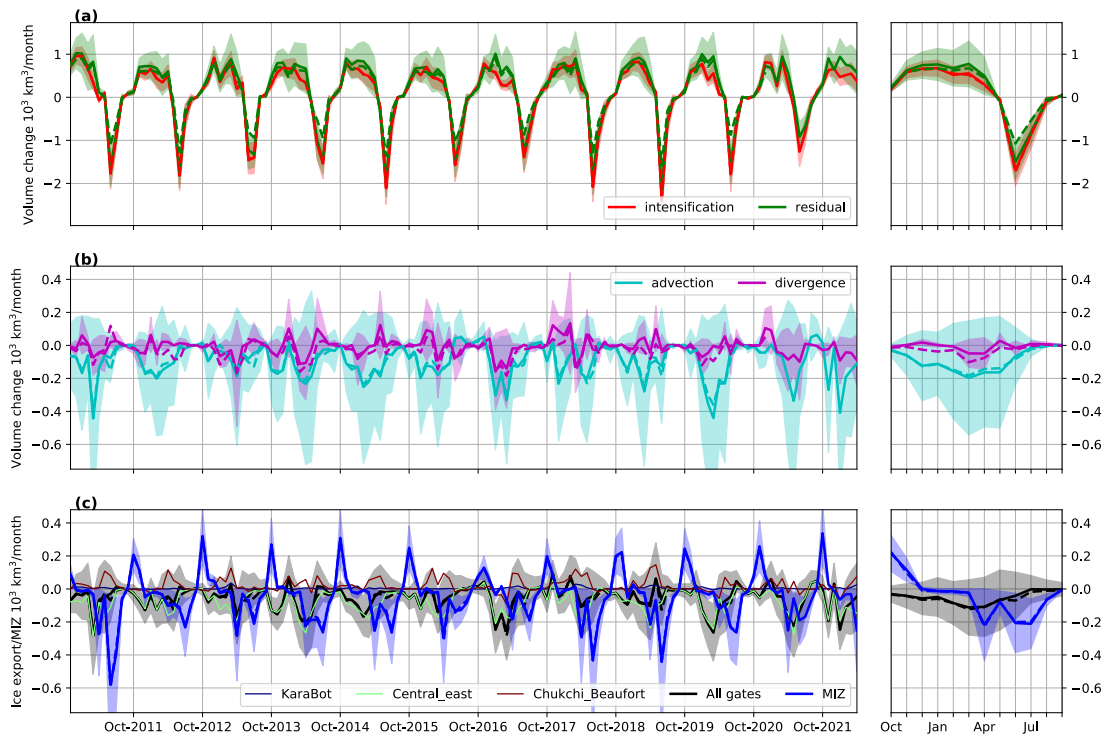 (a)
Volume change 10³ km³/month
1
0
−1
−2
intensification
residual
1
0
−1
−2
(b)
Volume change 10³ km³/month
0.4
0.2
0.0
−0.2
−0.4
−0.6
advection
divergence
0.4
0.2
0.0
−0.2
−0.4
−0.6
(c)
Ice export/MIZ 10³ km³/month
0.4
0.2
0.0
−0.2
−0.4
−0.6
KaraBot
Central_east
Chukchi_Beaufort
All gates
MIZ
0.4
0.2
0.0
−0.2
−0.4
−0.6
Oct-2011 Oct-2012 Oct-2013 Oct-2014 Oct-2015 Oct-2016 Oct-2017 Oct-2018 Oct-2019 Oct-2020 Oct-2021
Oct Jan Apr Jul